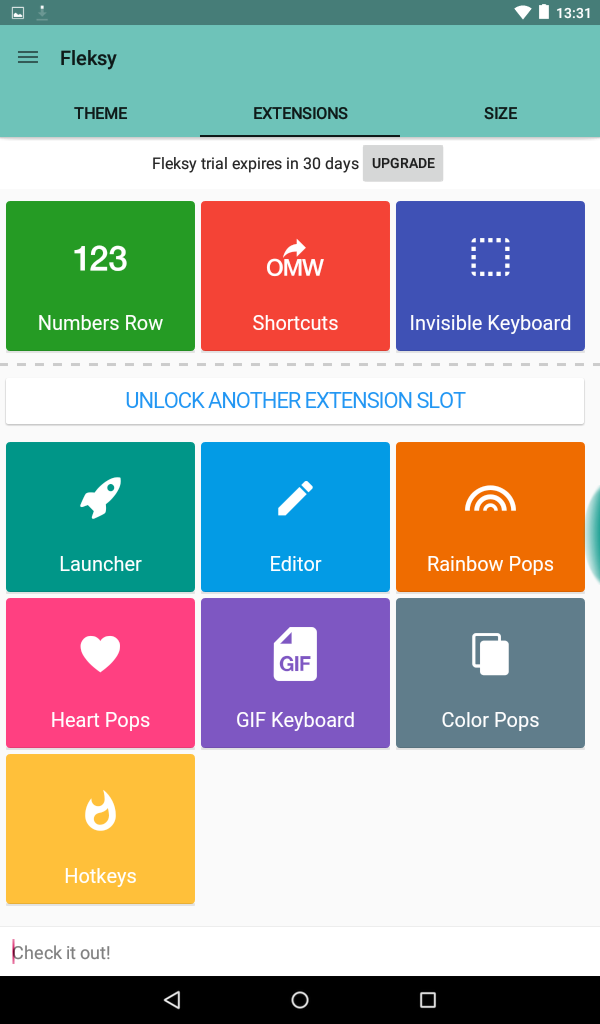 13:31
Fleksy
THEME EXTENSIONS SIZE
Fleksy trial expires in 30 days UPGRADE
123 OMW
Numbers Row Shortcuts Invisible Keyboard
UNLOCK ANOTHER EXTENSION SLOT
Launcher Editor Rainbow Pops
GIF
Heart Pops GIF Keyboard Color Pops
Hotkeys
Check it out!